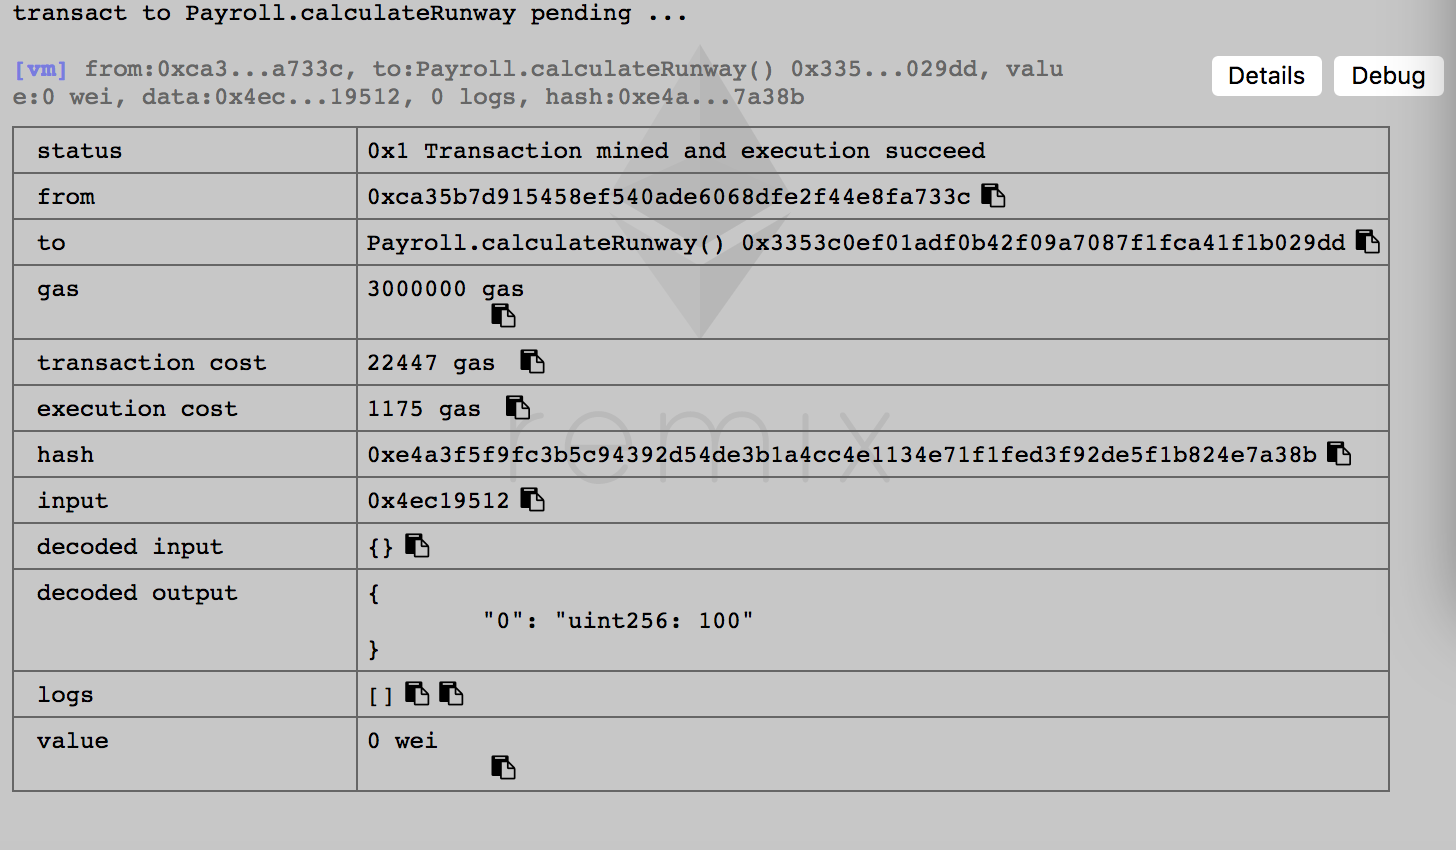 transact to Payroll.calculateRunway pending ...
[vm] from:0xca3...a733c, to:Payroll.calculateRunway() 0x335...029dd, valu
e:0 wei, data:0x4ec...19512, 0 logs, hash:0xe4a...7a38b
Details
Debug
status 0x1 Transaction mined and execution succeed
from 0xca35b7d915458ef540ade6068dfe2f44e8fa733c
to Payroll.calculateRunway() 0x3353c0ef01adf0b42f09a7087f1fca41f1b029dd
gas 3000000 gas
transaction cost 22447 gas
execution cost 1175 gas
remix
hash 0xe4a3f5f9fc3b5c94392d54de3b1a4cc4e1134e71f1fed3f92de5f1b824e7a38b
input 0x4ec19512
decoded input {}
decoded output {
"0": "uint256: 100"
}
logs []
value 0 wei